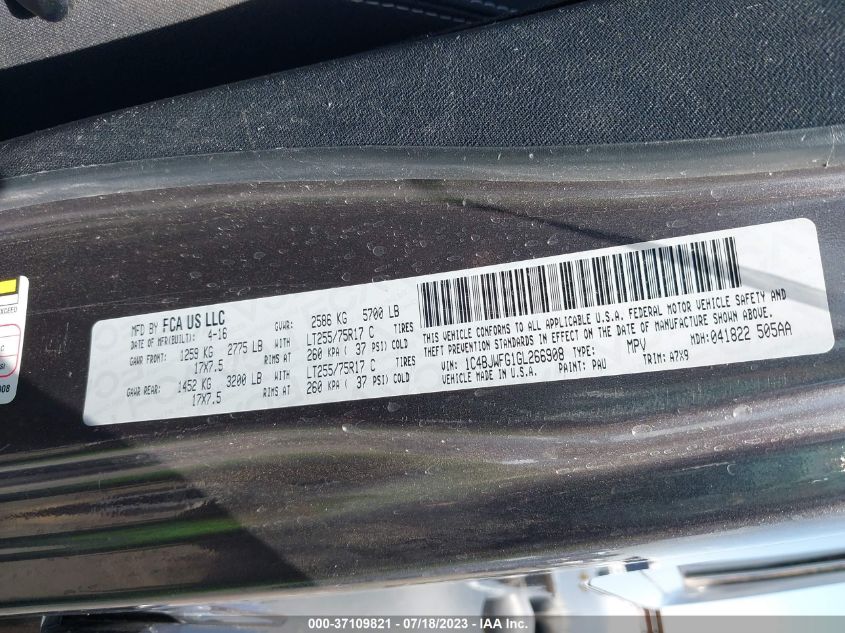 MFD BY FCA US LLC
DATE OF MFR(BUILT): 4-16 GVWR: 2586 KG 5700 LB
GAWR FRONT: 1259 KG 2775 LB WITH LT255/75R17 C TIRES
17X7.5 RIMS AT 260 KPA ( 37 PSI) COLD
GAWR REAR: 1452 KG 3200 LB WITH LT255/75R17 C TIRES
17X7.5 RIMS AT 260 KPA ( 37 PSI) COLD
THIS VEHICLE CONFORMS TO ALL APPLICABLE U.S.A. FEDERAL MOTOR VEHICLE SAFETY AND
THEFT PREVENTION STANDARDS IN EFFECT ON THE DATE OF MANUFACTURE SHOWN ABOVE.
VIN: 1C4BJWFG1GL266908 TYPE: MPV MDH: 041822 505AA
MADE IN U.S.A. PAINT: PAU TRIM: A7X9
EXCEED
000-37109821 - 07/18/2023 - IAA Inc.